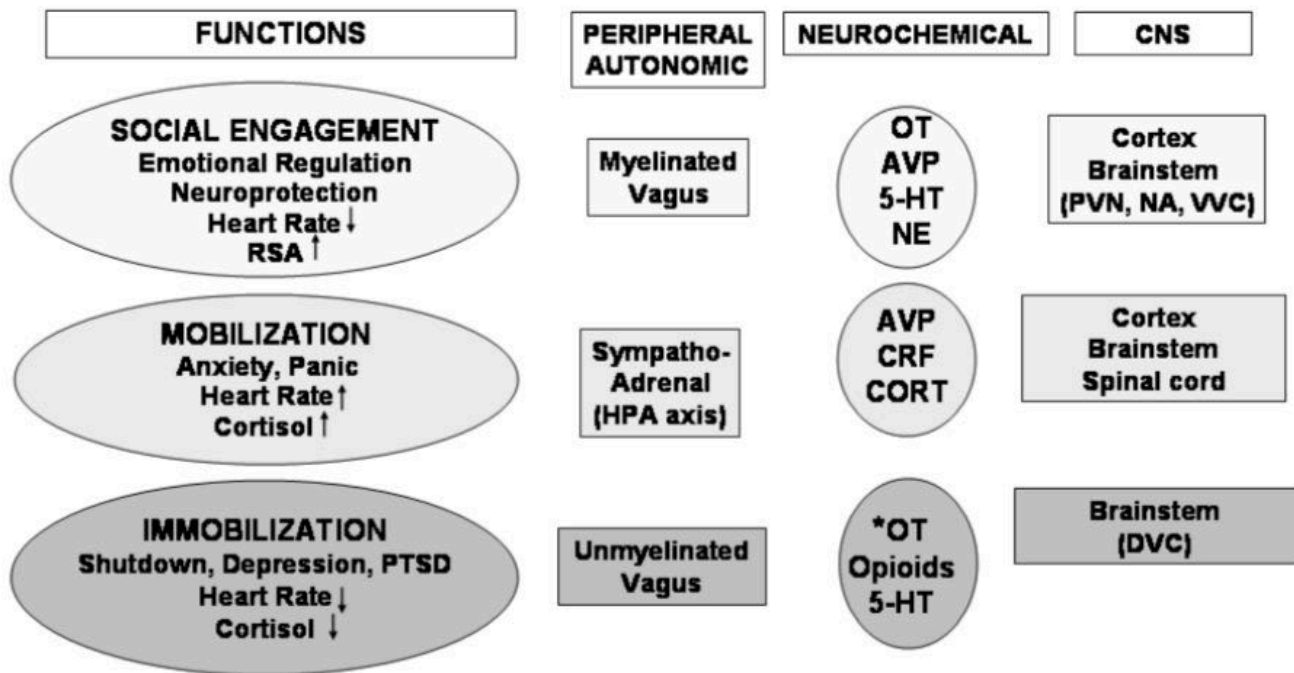 FUNCTIONS
PERIPHERAL
AUTONOMIC
NEUROCHEMICAL
CNS
SOCIAL ENGAGEMENT
Emotional Regulation
Neuroprotection
Heart Rate ↓
RSA ↑
Myelinated
Vagus
OT
AVP
5-HT
NE
Cortex
Brainstem
(PVN, NA, VVC)
MOBILIZATION
Anxiety, Panic
Heart Rate ↑
Cortisol ↑
Sympatho-
Adrenal
(HPA axis)
AVP
CRF
CORT
Cortex
Brainstem
Spinal cord
IMMOBILIZATION
Shutdown, Depression, PTSD
Heart Rate ↓
Cortisol ↓
Unmyelinated
Vagus
*OT
Opioids
5-HT
Brainstem
(DVC)